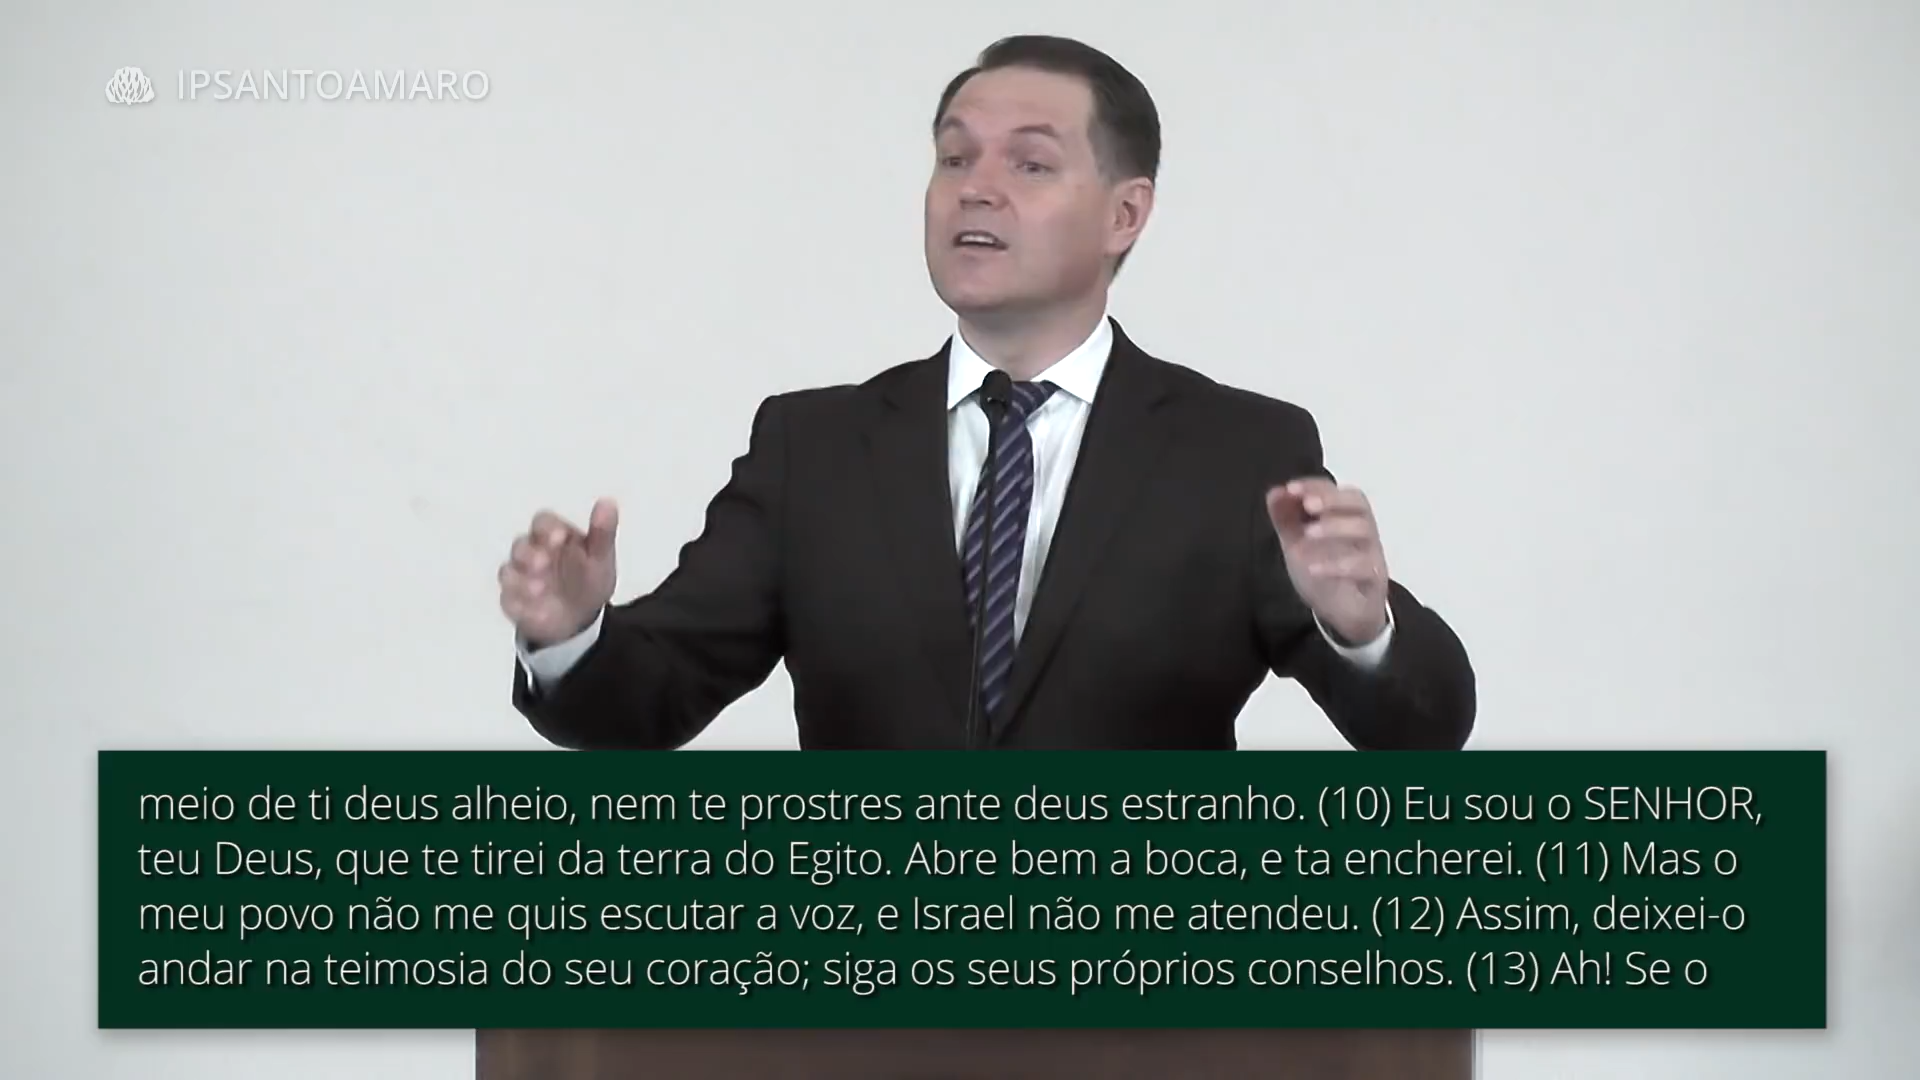 IPSANTOAMARO
meio de ti deus alheio, nem te prostres ante deus estranho. (10) Eu sou o SENHOR,
teu Deus, que te tirei da terra do Egito. Abre bem a boca, e ta encherei. (11) Mas o
meu povo não me quis escutar a voz, e Israel não me atendeu. (12) Assim, deixei-o
andar na teimosia do seu coração; siga os seus próprios conselhos. (13) Ah! Se o